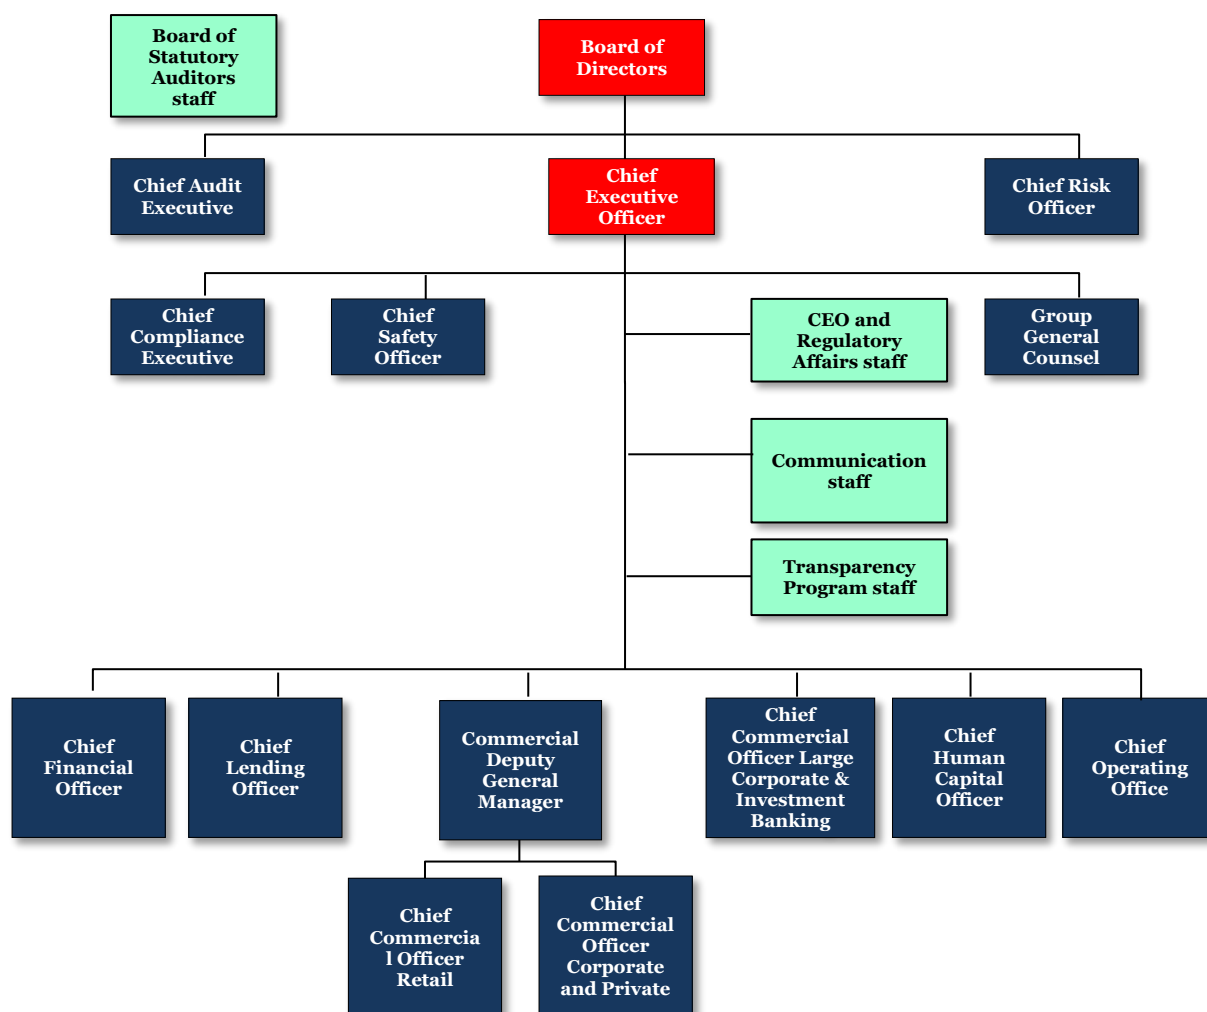 Board of
Statutory
Auditors
staff
Board of
Directors
Chief Audit
Executive
Chief
Executive
Officer
Chief Risk
Officer
Chief
Compliance
Executive
Chief
Safety
Officer
CEO and
Regulatory
Affairs staff
Group
General
Counsel
Communication
staff
Transparency
Program staff
Chief
Financial
Officer
Chief
Lending
Officer
Commercial
Deputy
General
Manager
Chief
Commercial
Officer Large
Corporate &
Investment
Banking
Chief
Human
Capital
Officer
Chief
Operating
Office
Chief
Commercia
l Officer
Retail
Chief
Commercial
Officer
Corporate
and Private